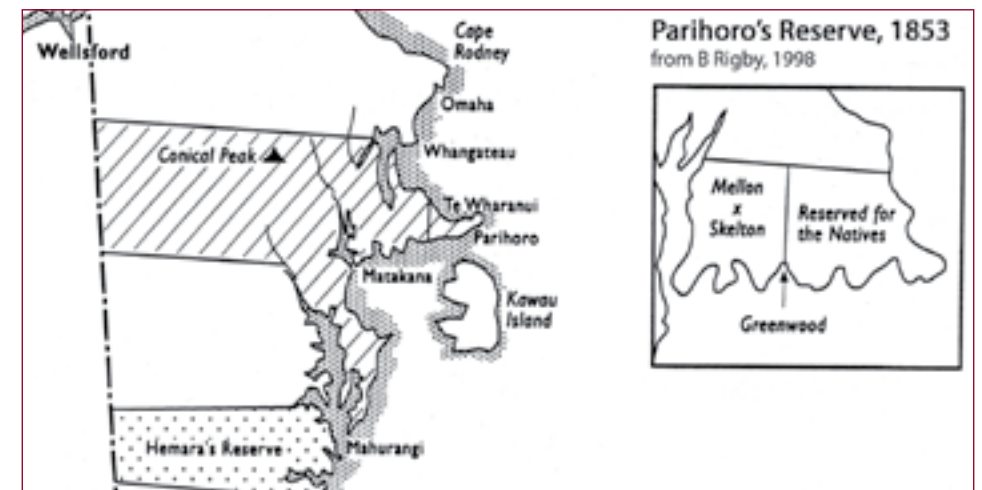 Wellsford
Cape
Rodney
Omaha
Conical Peak
Whangateau
Te Wharanui
Parihoro
Matakana
Kawau
Island
Hemara's Reserve
Mahurangi
Parihoro's Reserve, 1853
from B Rigby, 1998
Mellon
x
Skelton
Reserved for
the Natives
Greenwood